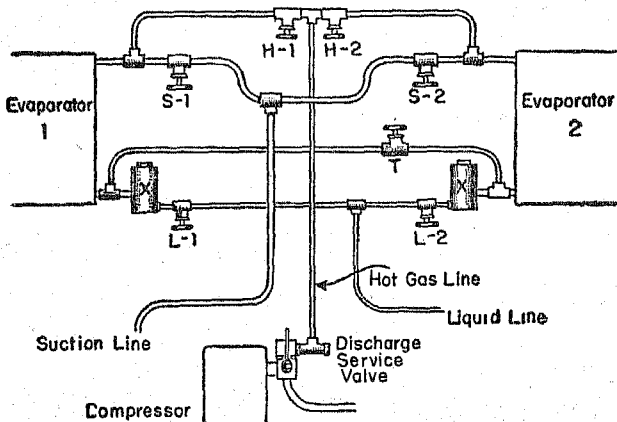 H-1 H-2
S-1 S-2
Evaporator
1
Evaporator
2
T
X X
L-1 L-2
Hot Gas Line
Liquid Line
Suction Line
Discharge
Service
Valve
Compressor